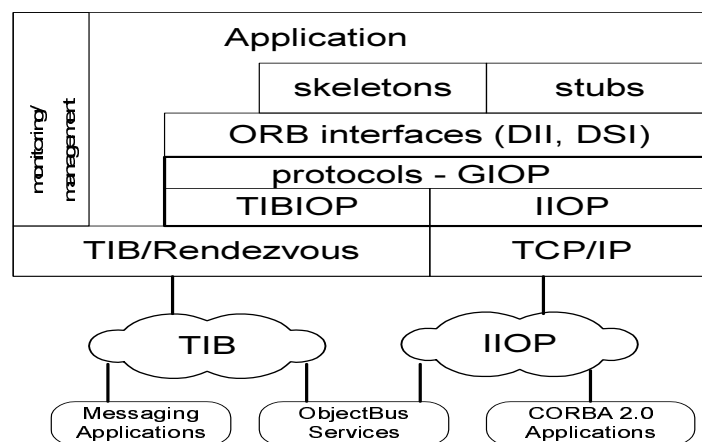 Application
monitoring/
management
skeletons
stubs
ORB interfaces (DII, DSI)
protocols - GIOP
TIBIOP
IIOP
TIB/Rendezvous
TCP/IP
TIB
IIOP
Messaging
Applications
ObjectBus
Services
CORBA 2.0
Applications